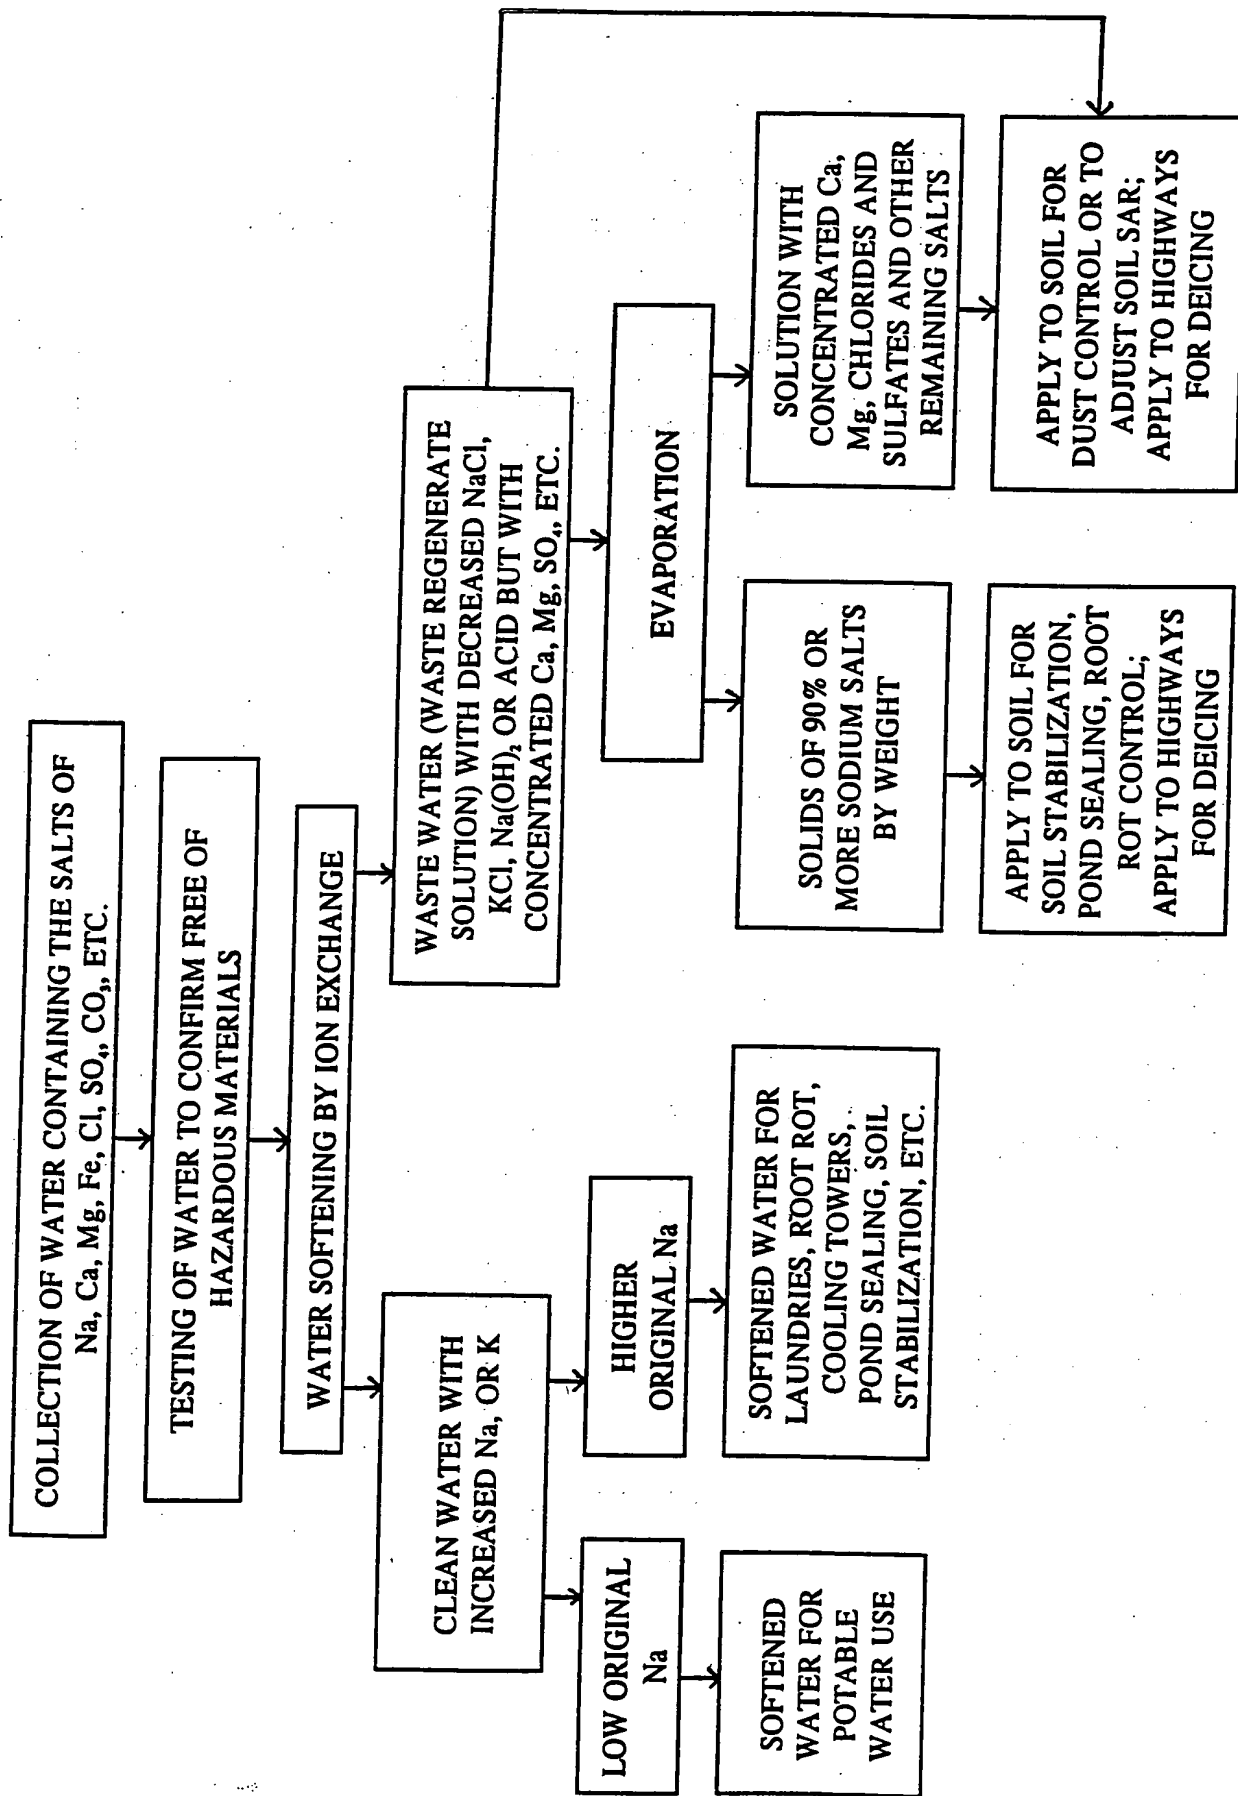 COLLECTION OF WATER CONTAINING THE SALTS OF
Na, Ca, Mg, Fe, Cl, SO₄, CO₃, ETC.
TESTING OF WATER TO CONFIRM FREE OF
HAZARDOUS MATERIALS
WATER SOFTENING BY ION EXCHANGE
CLEAN WATER WITH
INCREASED Na, OR K
WASTE WATER (WASTE REGENERATE
SOLUTION) WITH DECREASED NaCl,
KCl, Na(OH)₂ OR ACID BUT WITH
CONCENTRATED Ca, Mg, SO₄, ETC.
LOW ORIGINAL
Na
HIGHER
ORIGINAL Na
EVAPORATION
SOFTENED
WATER FOR
POTABLE
WATER USE
SOFTENED WATER FOR
LAUNDRIES, ROOT ROT,
COOLING TOWERS,
POND SEALING, SOIL
STABILIZATION, ETC.
SOLIDS OF 90% OR
MORE SODIUM SALTS
BY WEIGHT
SOLUTION WITH
CONCENTRATED Ca,
Mg, CHLORIDES AND
SULFATES AND OTHER
REMAINING SALTS
APPLY TO SOIL FOR
SOIL STABILIZATION,
POND SEALING, ROOT
ROT CONTROL;
APPLY TO HIGHWAYS
FOR DEICING
APPLY TO SOIL FOR
DUST CONTROL OR TO
ADJUST SOIL SAR;
APPLY TO HIGHWAYS
FOR DEICING